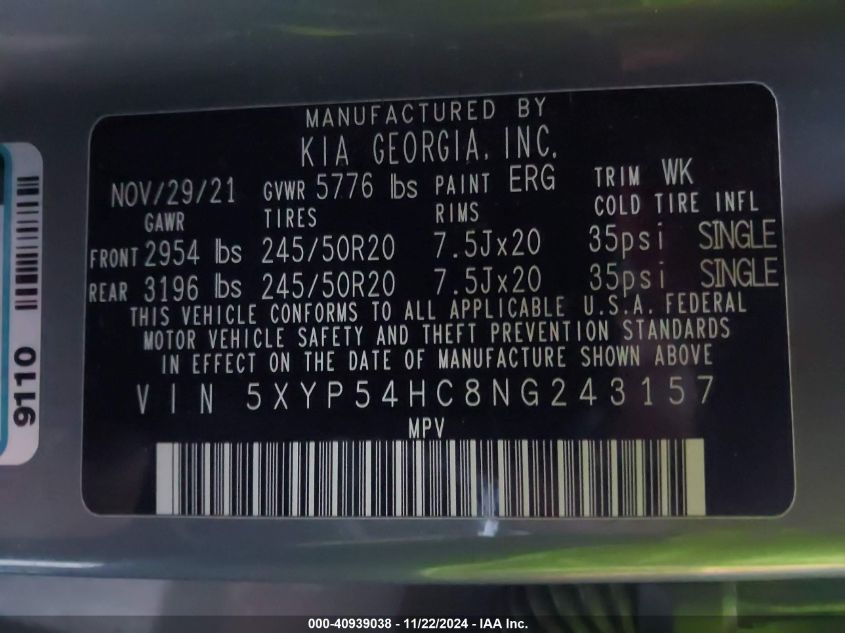 MANUFACTURED BY
KIA GEORGIA, INC.
NOV/29/21 GVWR 5776 lbs PAINT ERG TRIM WK
GAWR TIRES RIMS COLD TIRE INFL
FRONT 2954 lbs 245/50R20 7.5Jx20 35psi SINGLE
REAR 3196 lbs 245/50R20 7.5Jx20 35psi SINGLE
THIS VEHICLE CONFORMS TO ALL APPLICABLE U.S.A. FEDERAL
MOTOR VEHICLE SAFETY AND THEFT PREVENTION STANDARDS
IN EFFECT ON THE DATE OF MANUFACTURE SHOWN ABOVE
VIN 5XYP54HC8NG243157
MPV
9110
000-40939038 - 11/22/2024 - IAA Inc.